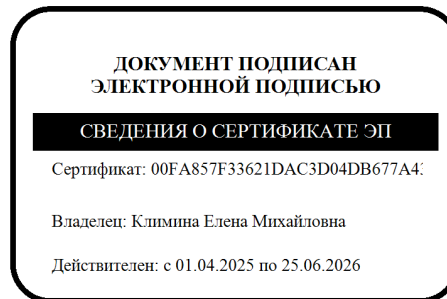 ДОКУМЕНТ ПОДПИСАН
ЭЛЕКТРОННОЙ ПОДПИСЬЮ
СВЕДЕНИЯ О СЕРТИФИКАТЕ ЭП
Сертификат: 00FA857F33621DAC3D04DB677A43
Владелец: Климина Елена Михайловна
Действителен: с 01.04.2025 по 25.06.2026